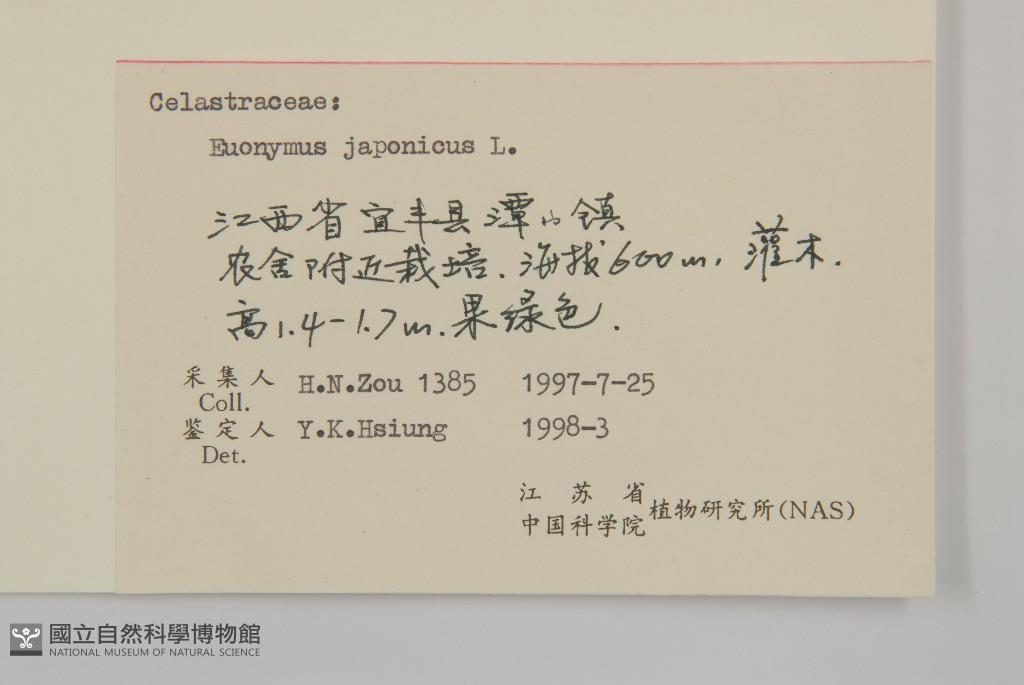 Celastraceae:
Euonymus japonicus L.
江西省宜丰县潭山镇
农舍附近栽培. 海拔600m. 灌木.
高1.4-1.7m. 果绿色.
采集人 H.N.Zou 1385 1997-7-25
Coll.
鉴定人 Y.K.Hsiung 1998-3
Det.
江苏省
中国科学院 植物研究所(NAS)
國立自然科學博物館
NATIONAL MUSEUM OF NATURAL SCIENCE